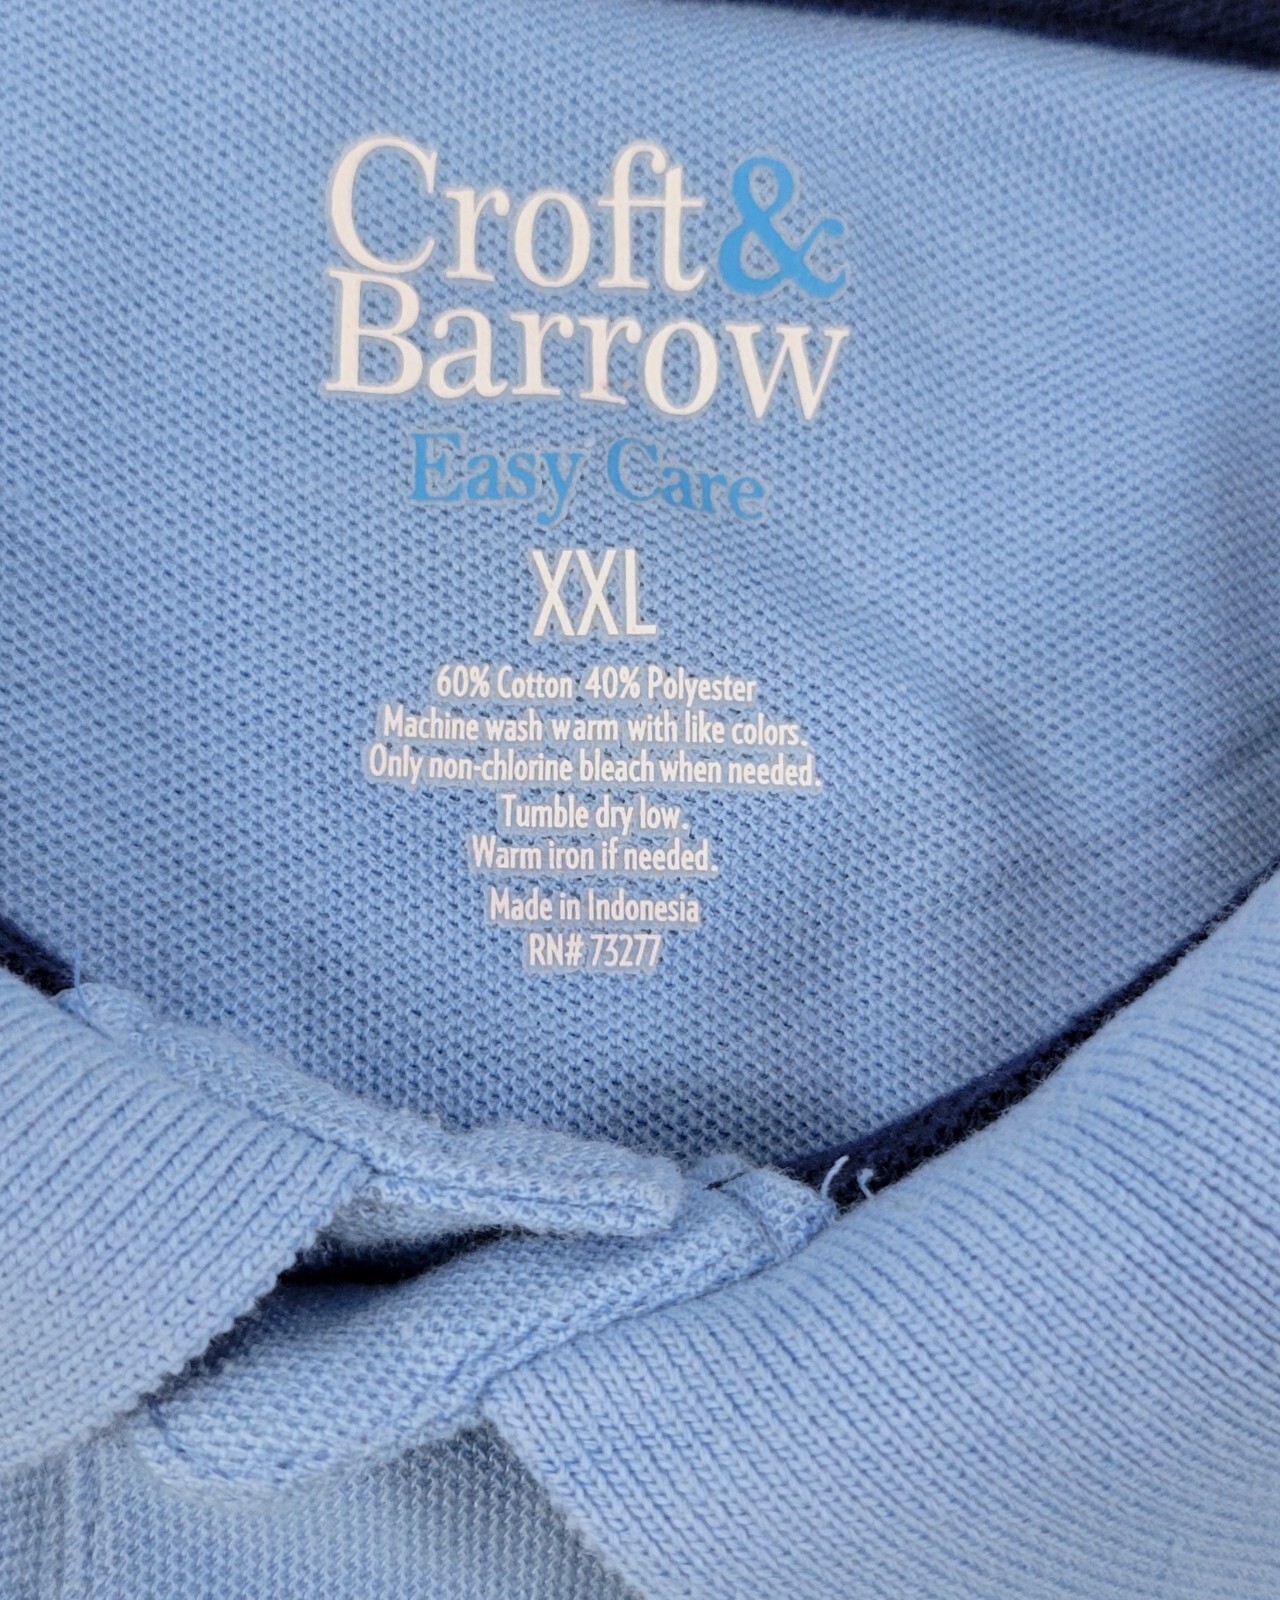 Croft&
Barrow
Easy Care
XXL
60% Cotton 40% Polyester
Machine wash warm with like colors.
Only non-chlorine bleach when needed.
Tumble dry low.
Warm iron if needed.
Made in Indonesia
RN# 73277